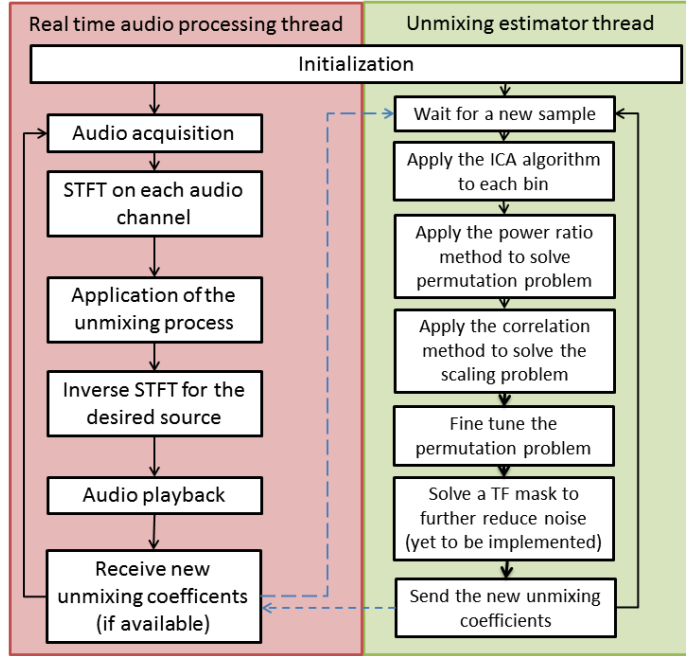 Real time audio processing thread
Unmixing estimator thread
Initialization
Audio acquisition
STFT on each audio
channel
Application of the
unmixing process
Inverse STFT for the
desired source
Audio playback
Receive new
unmixing coefficents
(if available)
Wait for a new sample
Apply the ICA algorithm
to each bin
Apply the power ratio
method to solve
permutation problem
Apply the correlation
method to solve the
scaling problem
Fine tune the
permutation problem
Solve a TF mask to
further reduce noise
(yet to be implemented)
Send the new unmixing
coefficients